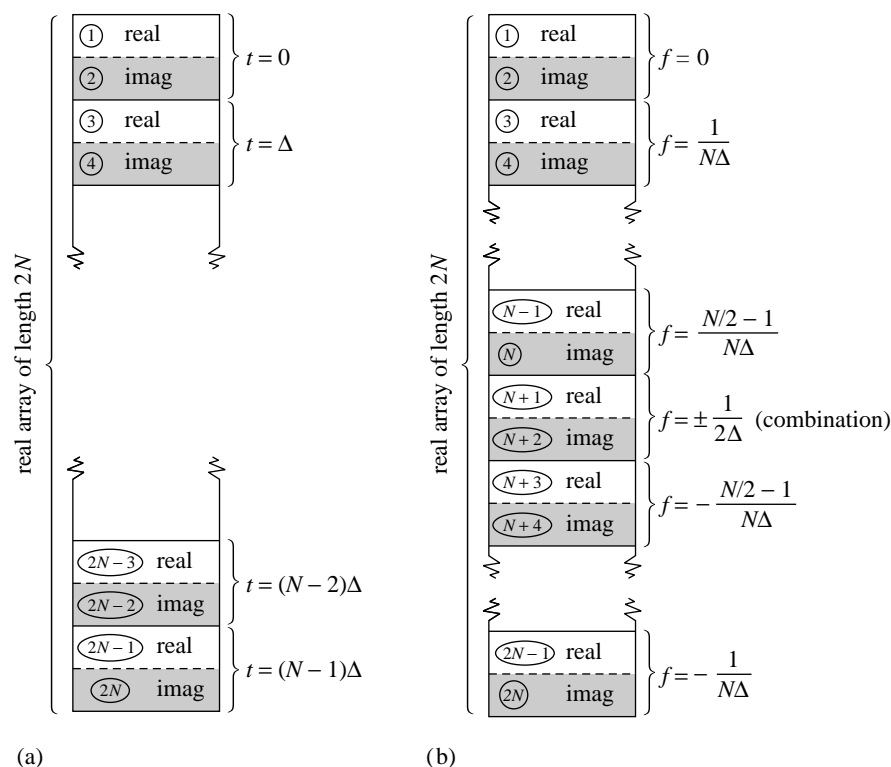 real array of length 2N
1 real
2 imag
t = 0
3 real
4 imag
t = Δ
2N − 3 real
2N − 2 imag
t = (N − 2)Δ
2N − 1 real
2N imag
t = (N − 1)Δ
(a)
real array of length 2N
1 real
2 imag
f = 0
3 real
4 imag
f = 1/NΔ
N − 1 real
N imag
f = N/2 − 1/NΔ
N + 1 real
N + 2 imag
f = ± 1/2Δ (combination)
N + 3 real
N + 4 imag
f = − N/2 − 1/NΔ
2N − 1 real
2N imag
f = − 1/NΔ
(b)